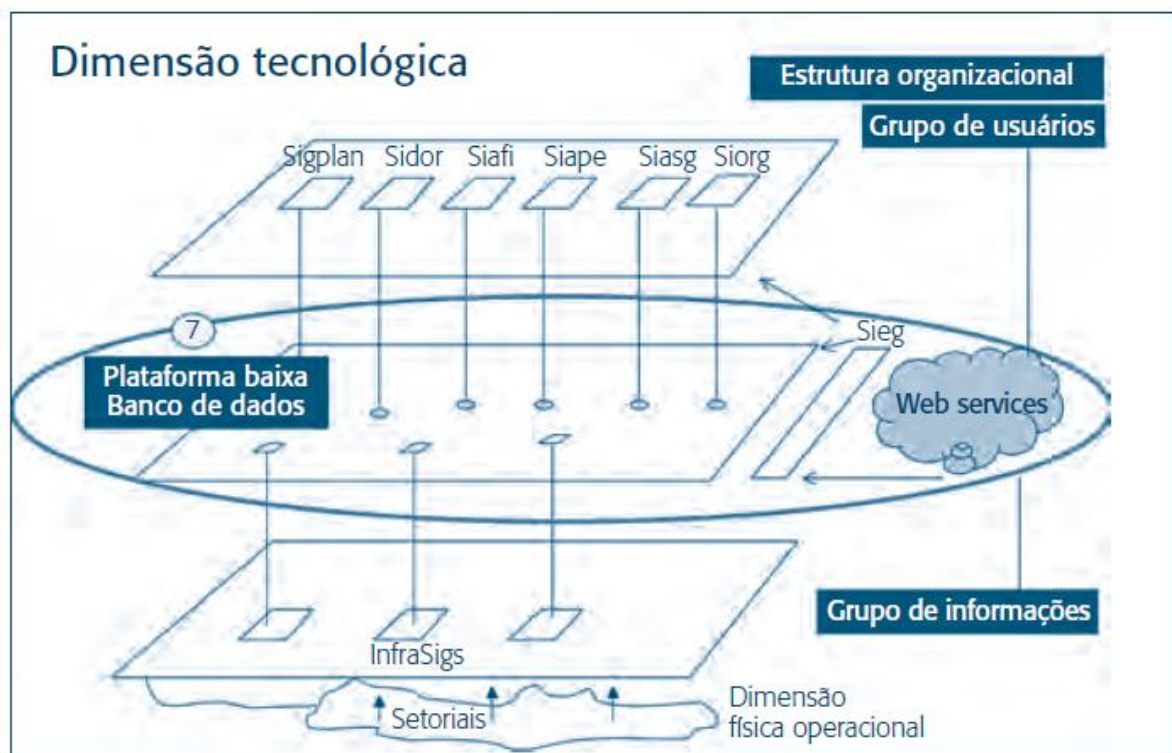 Dimensão tecnológica
Estrutura organizacional
Grupo de usuários
Sigplan Sidor Siafi Siape Siasg Siorg
7
Sieg
Plataforma baixa
Banco de dados
Web services
Grupo de informações
InfraSigs
Setoriais
Dimensão
física operacional